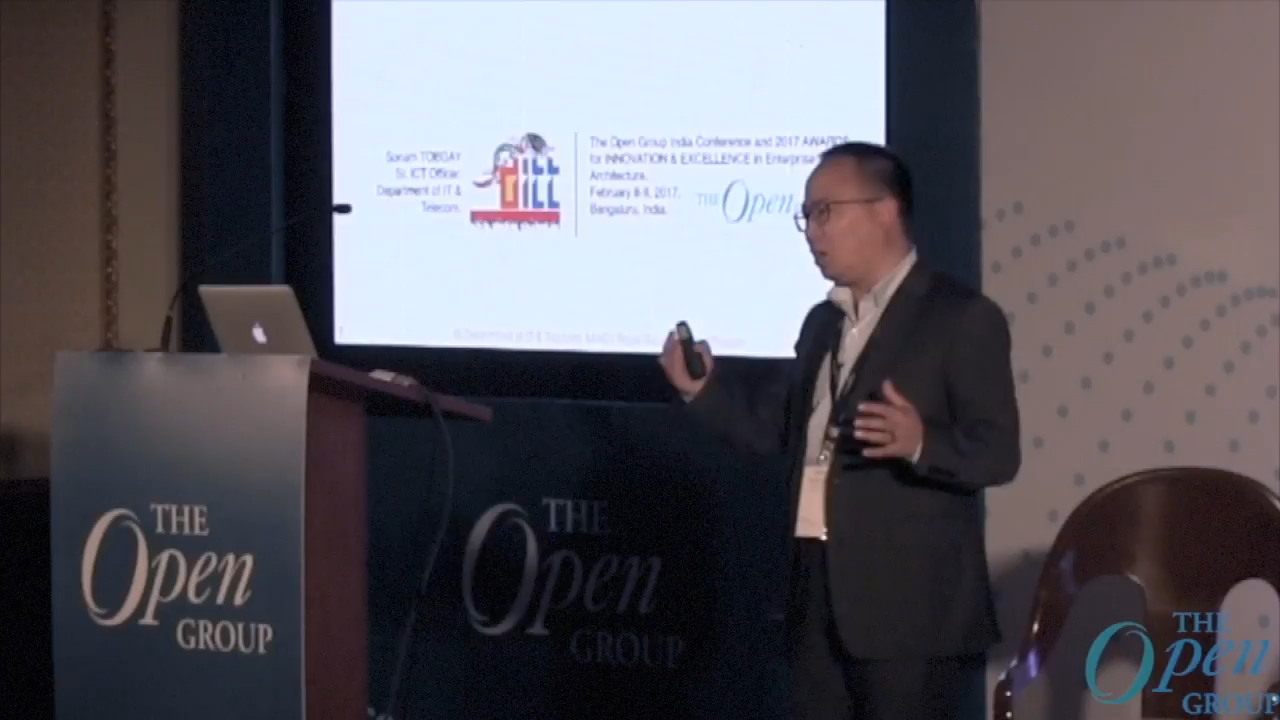 Sonam TOBGAY
Sr. ICT Officer
Department of IT &
Telecom.
The Open Group India Conference and 2017 AWARDS
for INNOVATION & EXCELLENCE in Enterprise
Architecture.
February 8-9, 2017.
Bengaluru, India.
THE
Open
THE
Open
GROUP
THE
Open
GROUP
THE
Open
GROUP